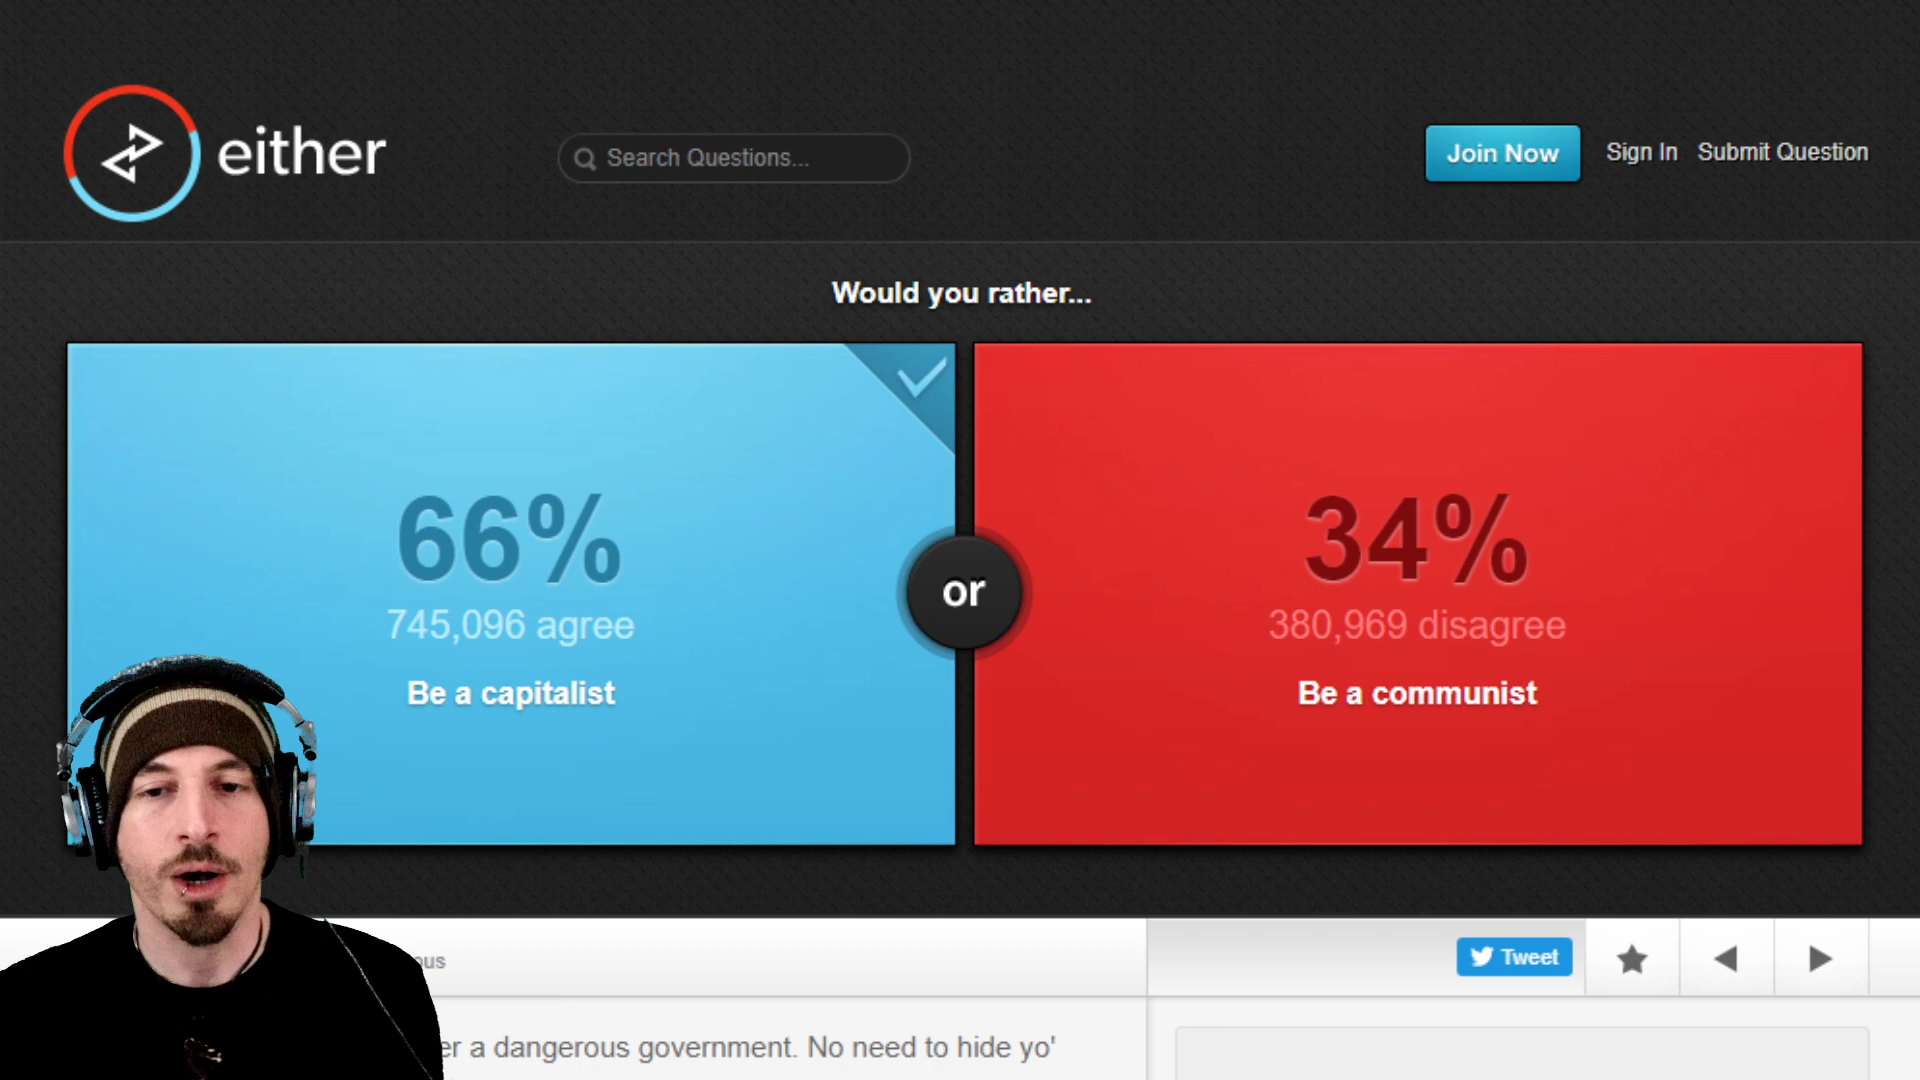 either
Search Questions...
Join Now
Sign In
Submit Question
Would you rather...
66%
745,096 agree
Be a capitalist
or
34%
380,969 disagree
Be a communist
Tweet
a dangerous government. No need to hide yo'